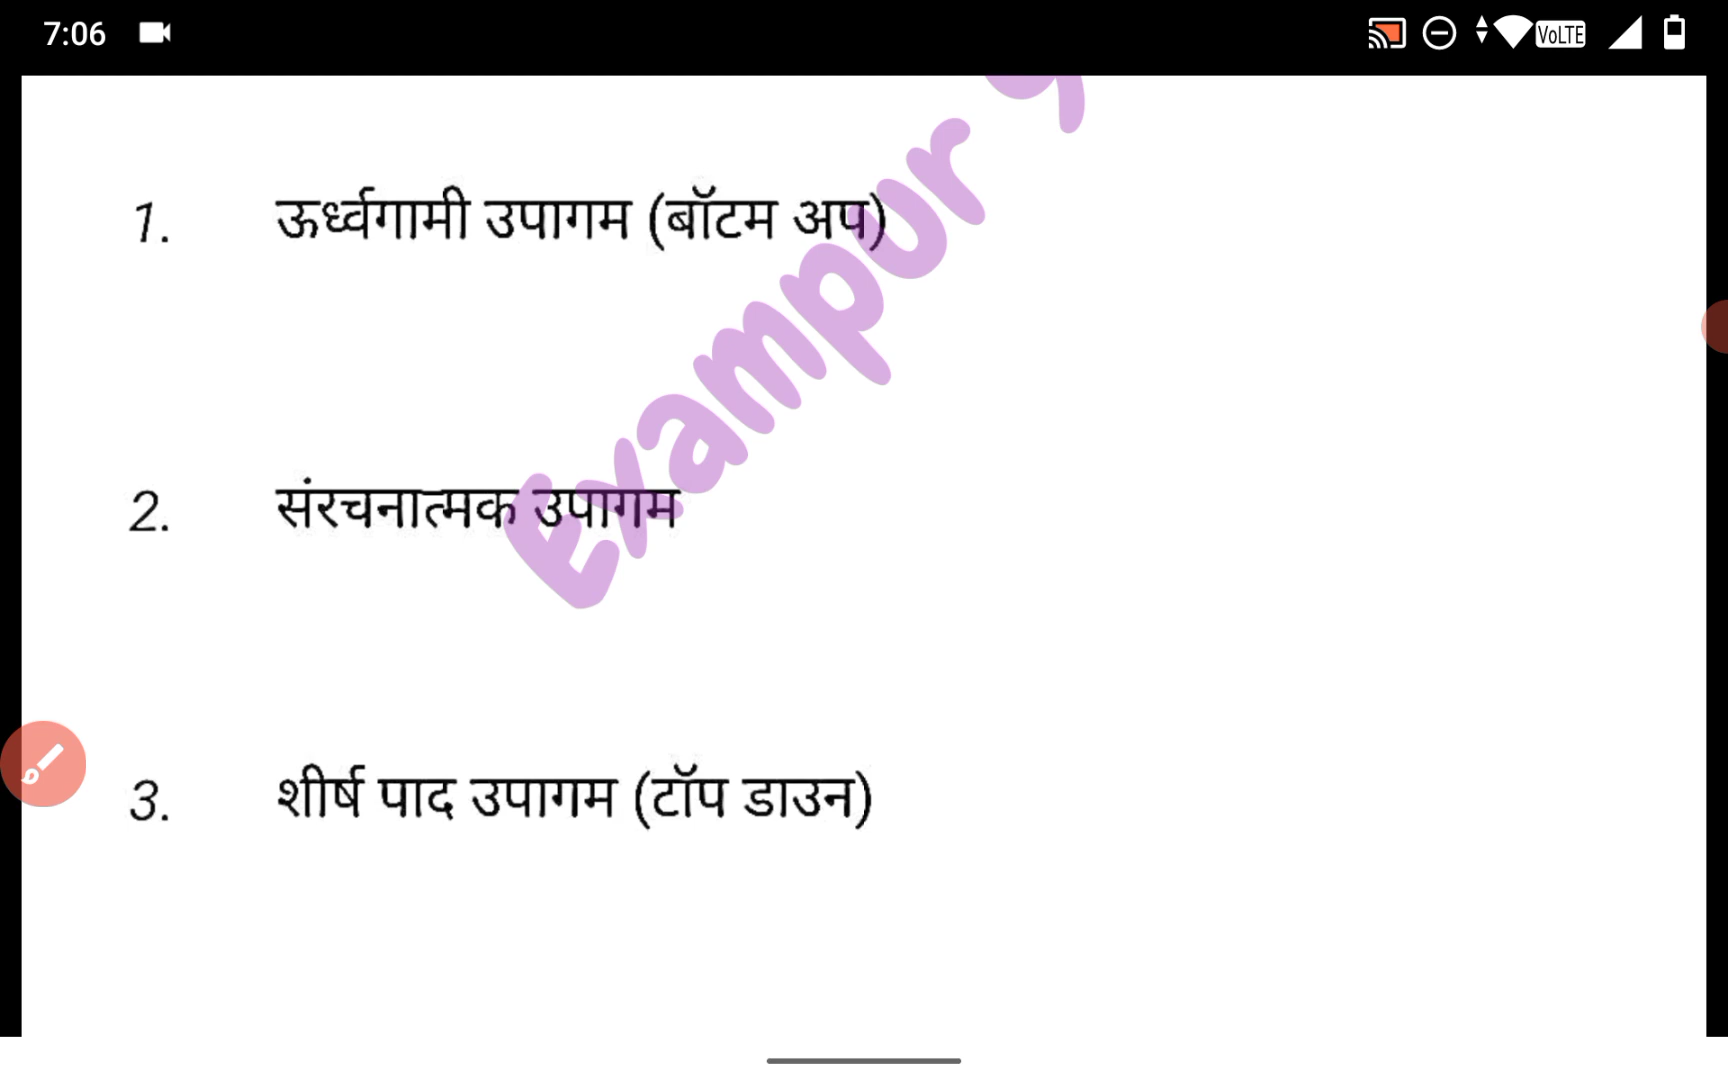 7:06
VoLTE
1. ऊर्ध्वगामी उपागम (बॉटम अप)
2. संरचनात्मक उपागम
3. शीर्ष पाद उपागम (टॉप डाउन)
Exampur